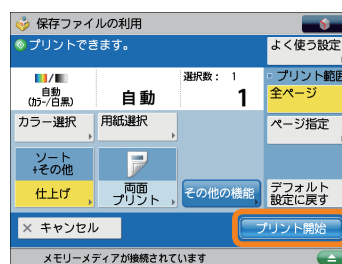 保存ファイルの利用
プリントできます。
よく使う設定
自動
(ｶﾗｰ/白黒)
自動
選択数： 1
1
プリント範囲
全ページ
カラー選択
用紙選択
ページ指定
ソート
+その他
仕上げ
両面
プリント
その他の機能
デフォルト
設定に戻す
× キャンセル
プリント開始
メモリーメディアが接続されています